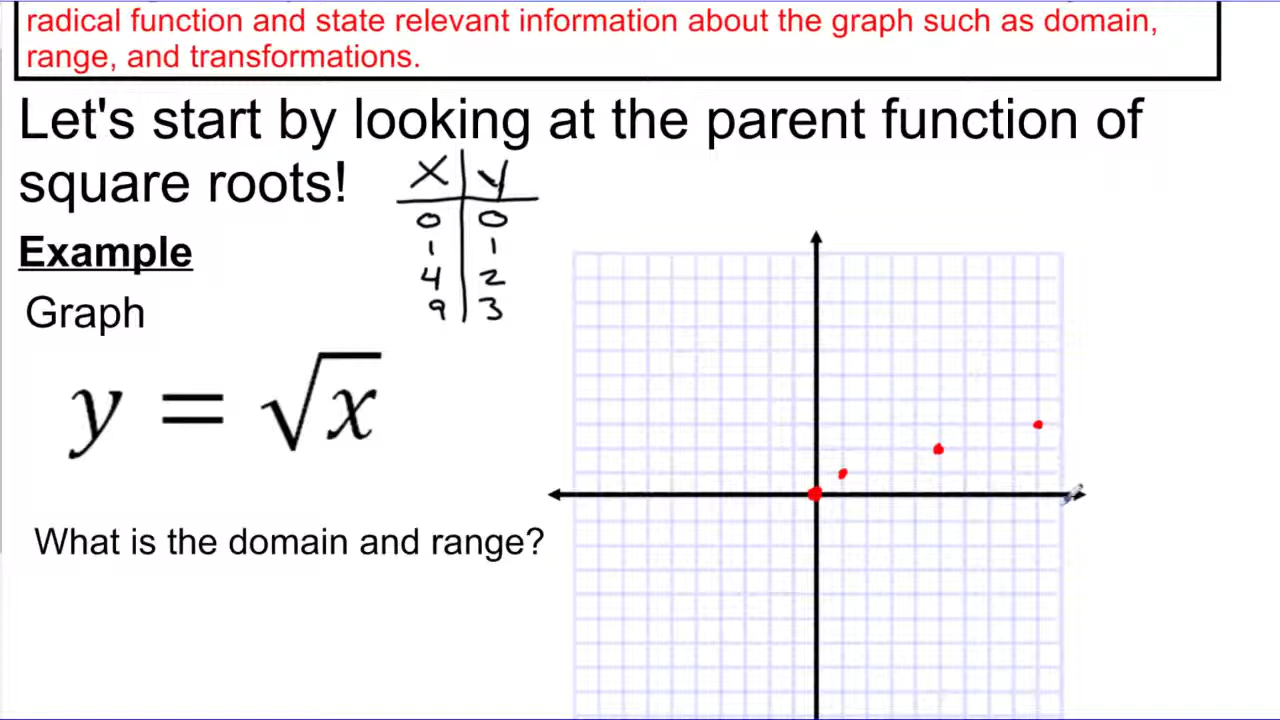 radical function and state relevant information about the graph such as domain,
range, and transformations.
Let's start by looking at the parent function of
square roots!
X y
0 0
1 1
4 2
9 3
Example
Graph
y = √x
What is the domain and range?